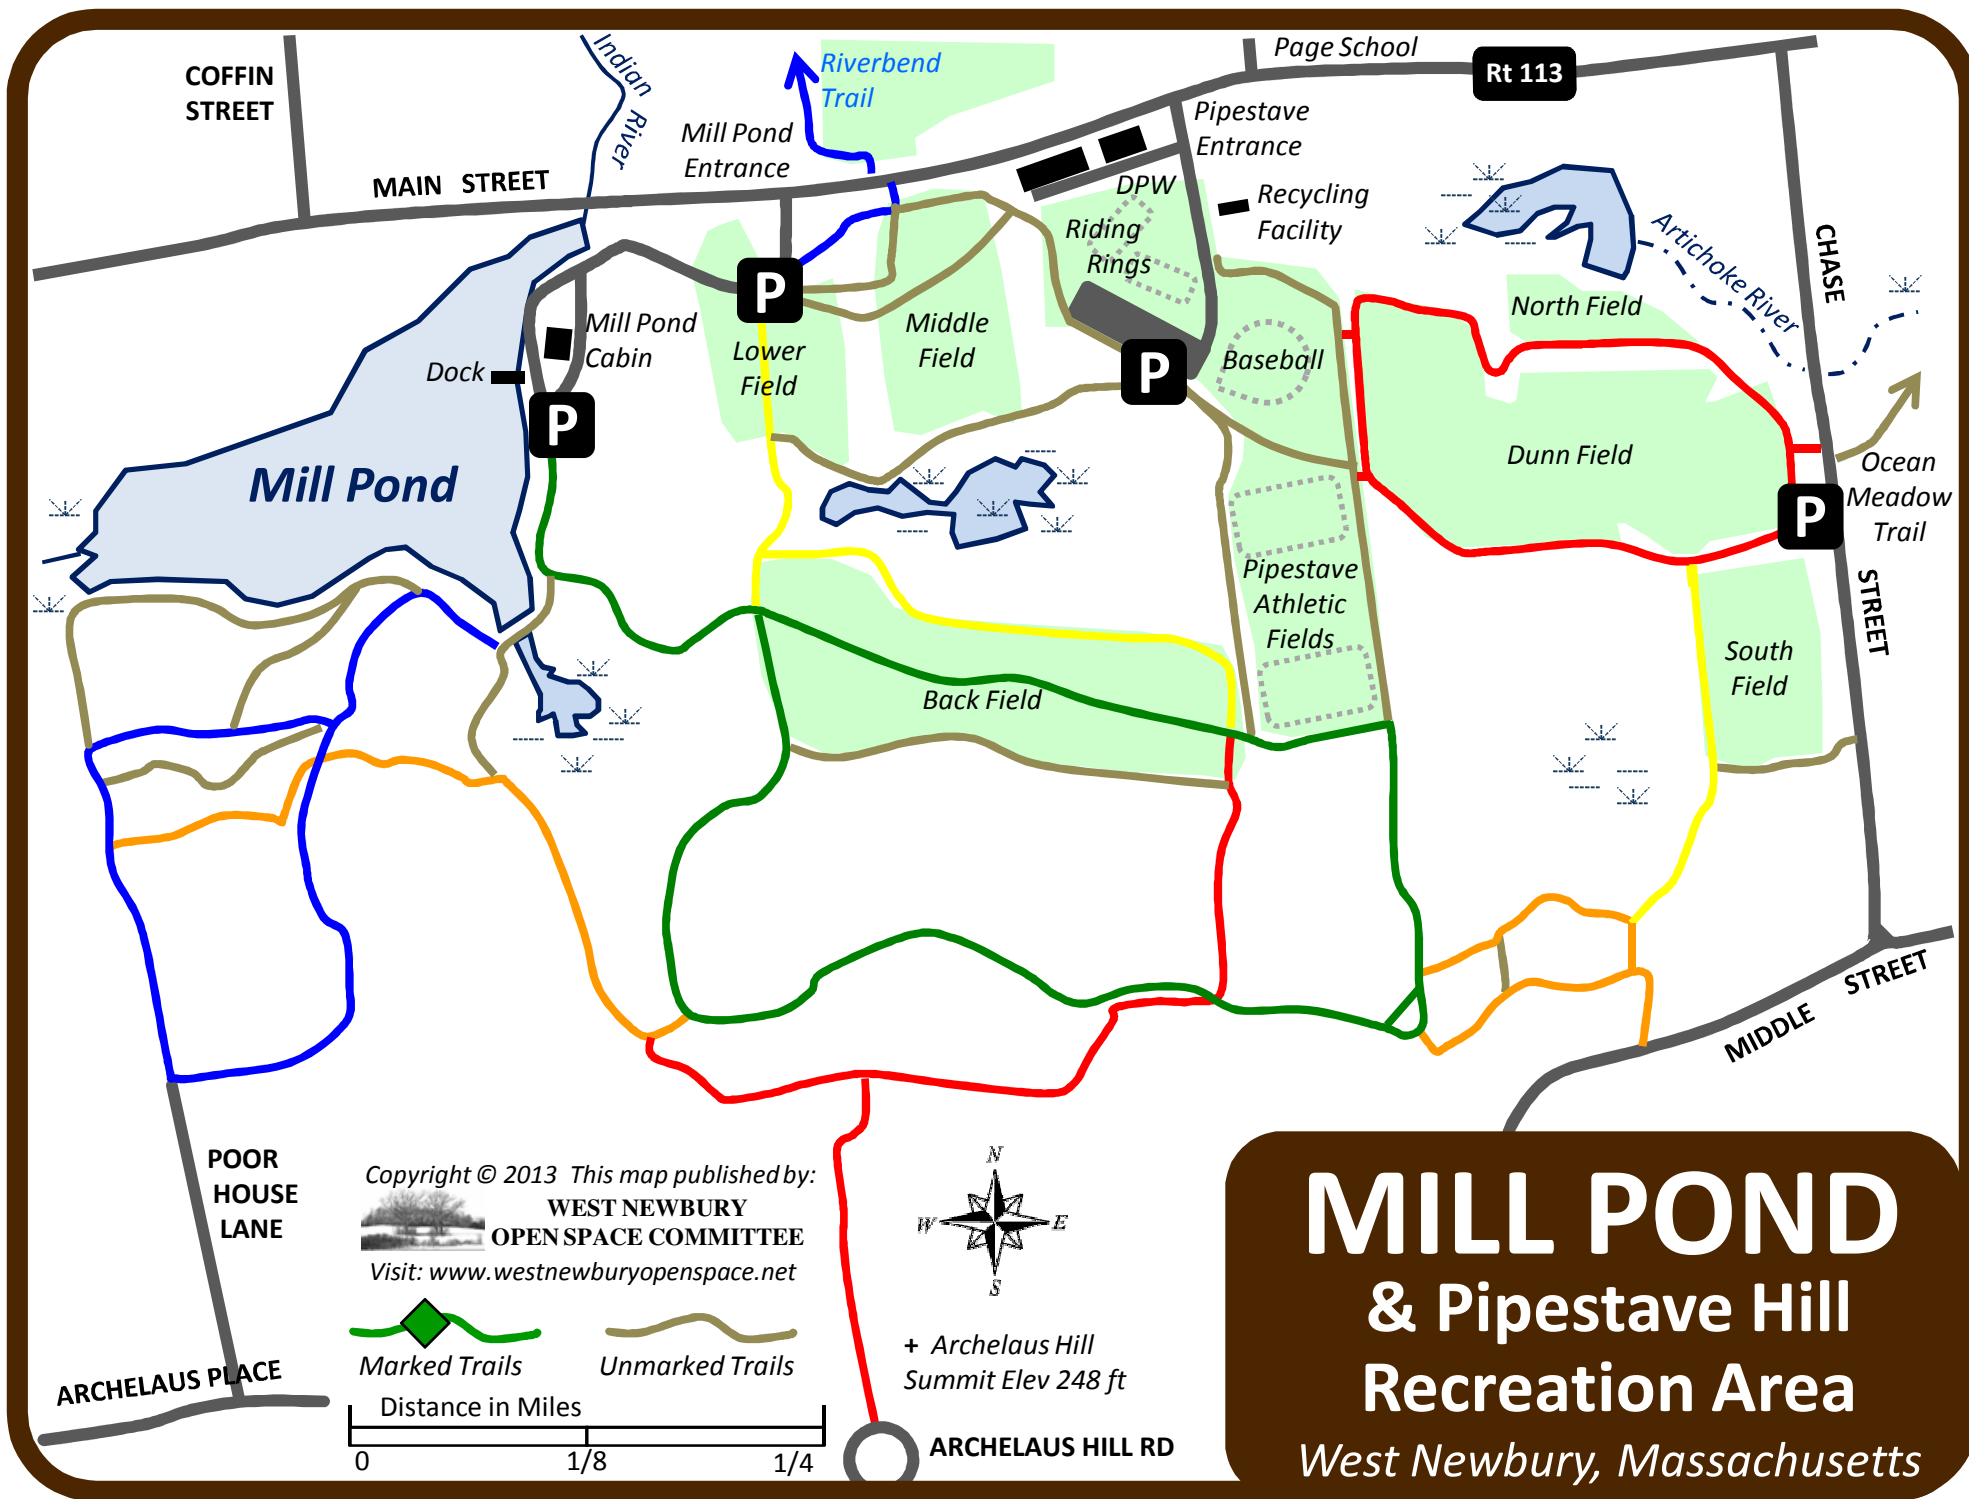 COFFIN
STREET
Indian
River
Riverbend
Trail
Page School
Rt 113
Mill Pond
Entrance
Pipestave
Entrance
MAIN STREET
DPW
Recycling
Facility
Riding
Rings
Artichoke River
CHASE
STREET
P
Mill Pond
Cabin
Dock
Lower
Field
Middle
Field
P
Baseball
North Field
P
Mill Pond
Dunn Field
Ocean
Meadow
Trail
P
Pipestave
Athletic
Fields
South
Field
Back Field
MIDDLE STREET
POOR
HOUSE
LANE
Copyright © 2013 This map published by:
WEST NEWBURY
OPEN SPACE COMMITTEE
Visit: www.westnewburyopenspace.net
N
W
E
S
Marked Trails
Unmarked Trails
+ Archelaus Hill
Summit Elev 248 ft
ARCHELAUS PLACE
Distance in Miles
0 1/8 1/4
ARCHELAUS HILL RD
MILL POND
& Pipestave Hill
Recreation Area
West Newbury, Massachusetts